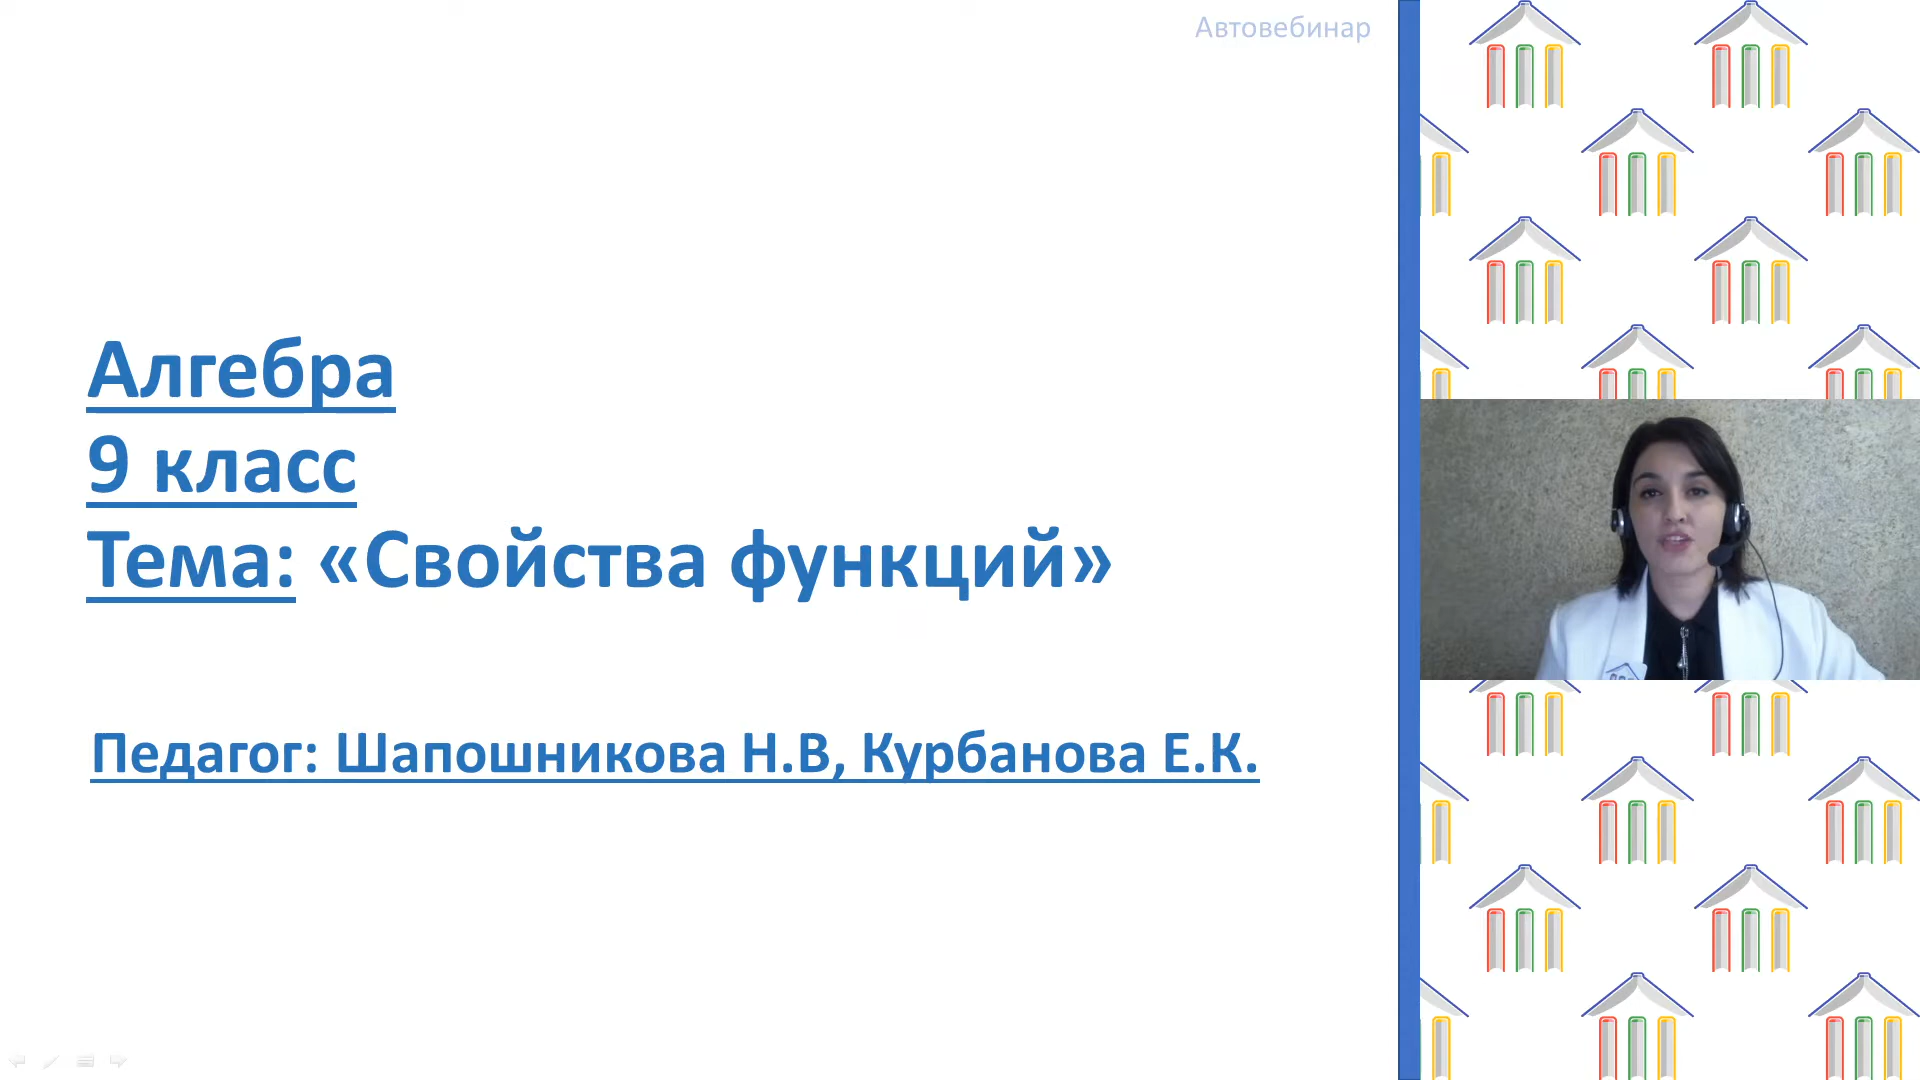 Автовебинар
Алгебра
9 класс
Тема: «Свойства функций»
Педагог: Шапошникова Н.В, Курбанова Е.К.